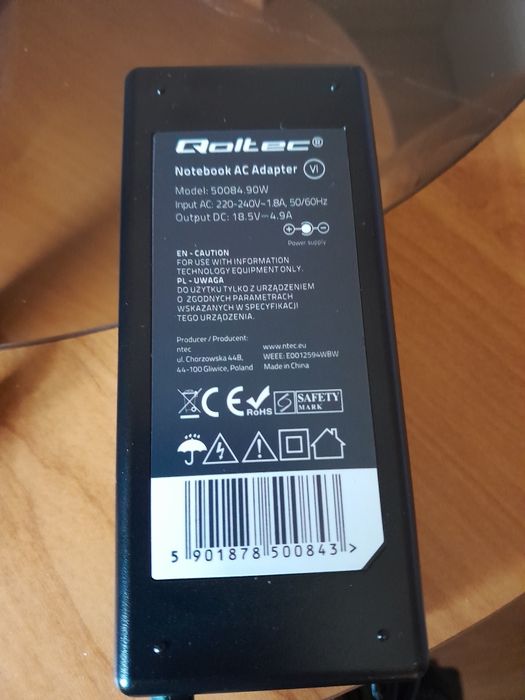 Qoltec®
Notebook AC Adapter VI
Model: 50084.90W
Input AC: 220-240V~1.8A, 50/60Hz
Output DC: 18.5V⎓4.9A
Power supply
EN - CAUTION
FOR USE WITH INFORMATION
TECHNOLOGY EQUIPMENT ONLY.
PL - UWAGA
DO UŻYTKU TYLKO Z URZĄDZENIEM
O ZGODNYCH PARAMETRACH
WSKAZANYCH W SPECYFIKACJI
TEGO URZĄDZENIA.
Producer / Producent:
ntec www.ntec.eu
ul. Chorzowska 44B, WEEE: E0012594WBW
44-100 Gliwice, Poland Made in China
CE RoHS SAFETY
MARK
5 901878 500843 >